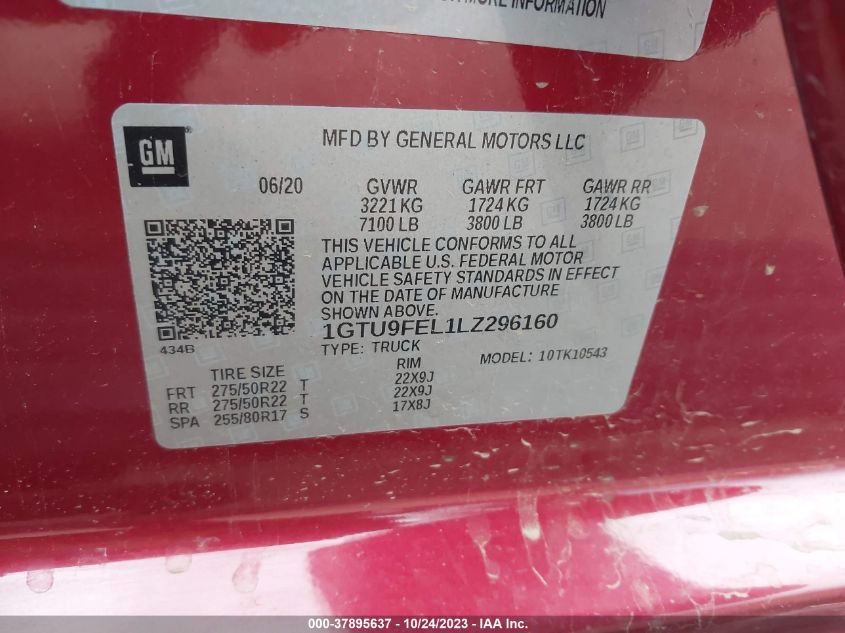 MORE INFORMATION
GM
GM
MFD BY GENERAL MOTORS LLC
06/20 GVWR GAWR FRT GAWR RR
3221 KG 1724 KG 1724 KG
7100 LB 3800 LB 3800 LB
THIS VEHICLE CONFORMS TO ALL
APPLICABLE U.S. FEDERAL MOTOR
VEHICLE SAFETY STANDARDS IN EFFECT
ON THE DATE OF MANUFACTURE
SHOWN ABOVE.
1GTU9FEL1LZ296160
434B
TYPE: TRUCK MODEL: 10TK10543
TIRE SIZE RIM
FRT 275/50R22 T 22X9J
RR 275/50R22 T 22X9J
SPA 255/80R17 S 17X8J
000-37895637 - 10/24/2023 - IAA Inc.